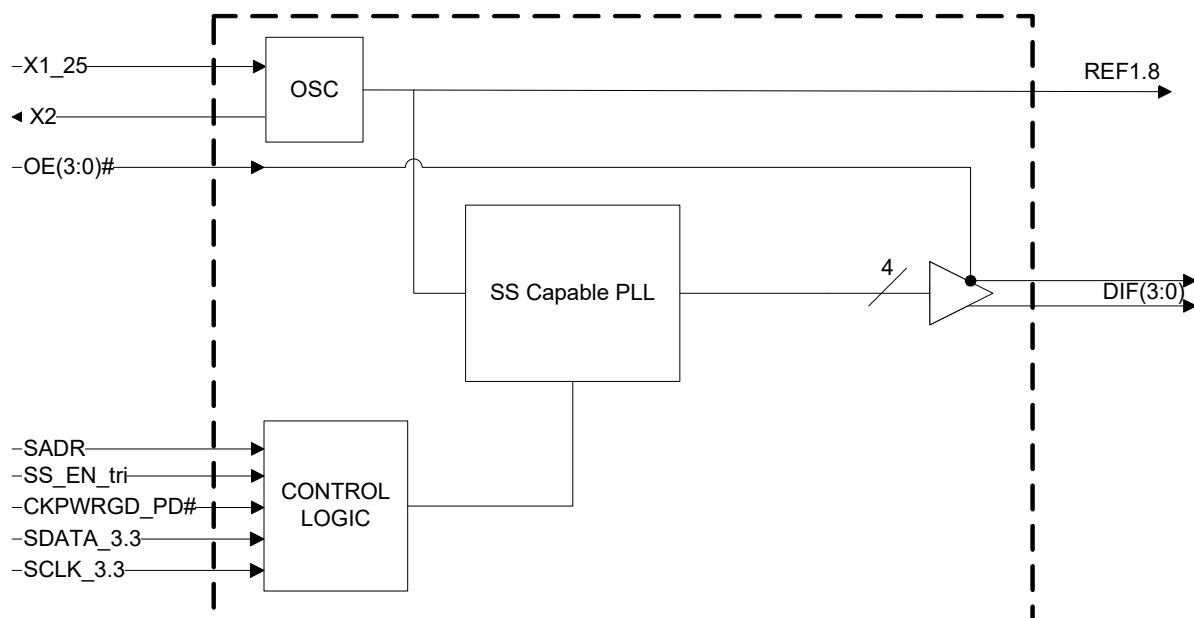 X1_25
OSC
REF1.8
X2
OE(3:0)#
4
SS Capable PLL
DIF(3:0)
SADR
SS_EN_tri
CKPWRGD_PD#
CONTROL
LOGIC
SDATA_3.3
SCLK_3.3